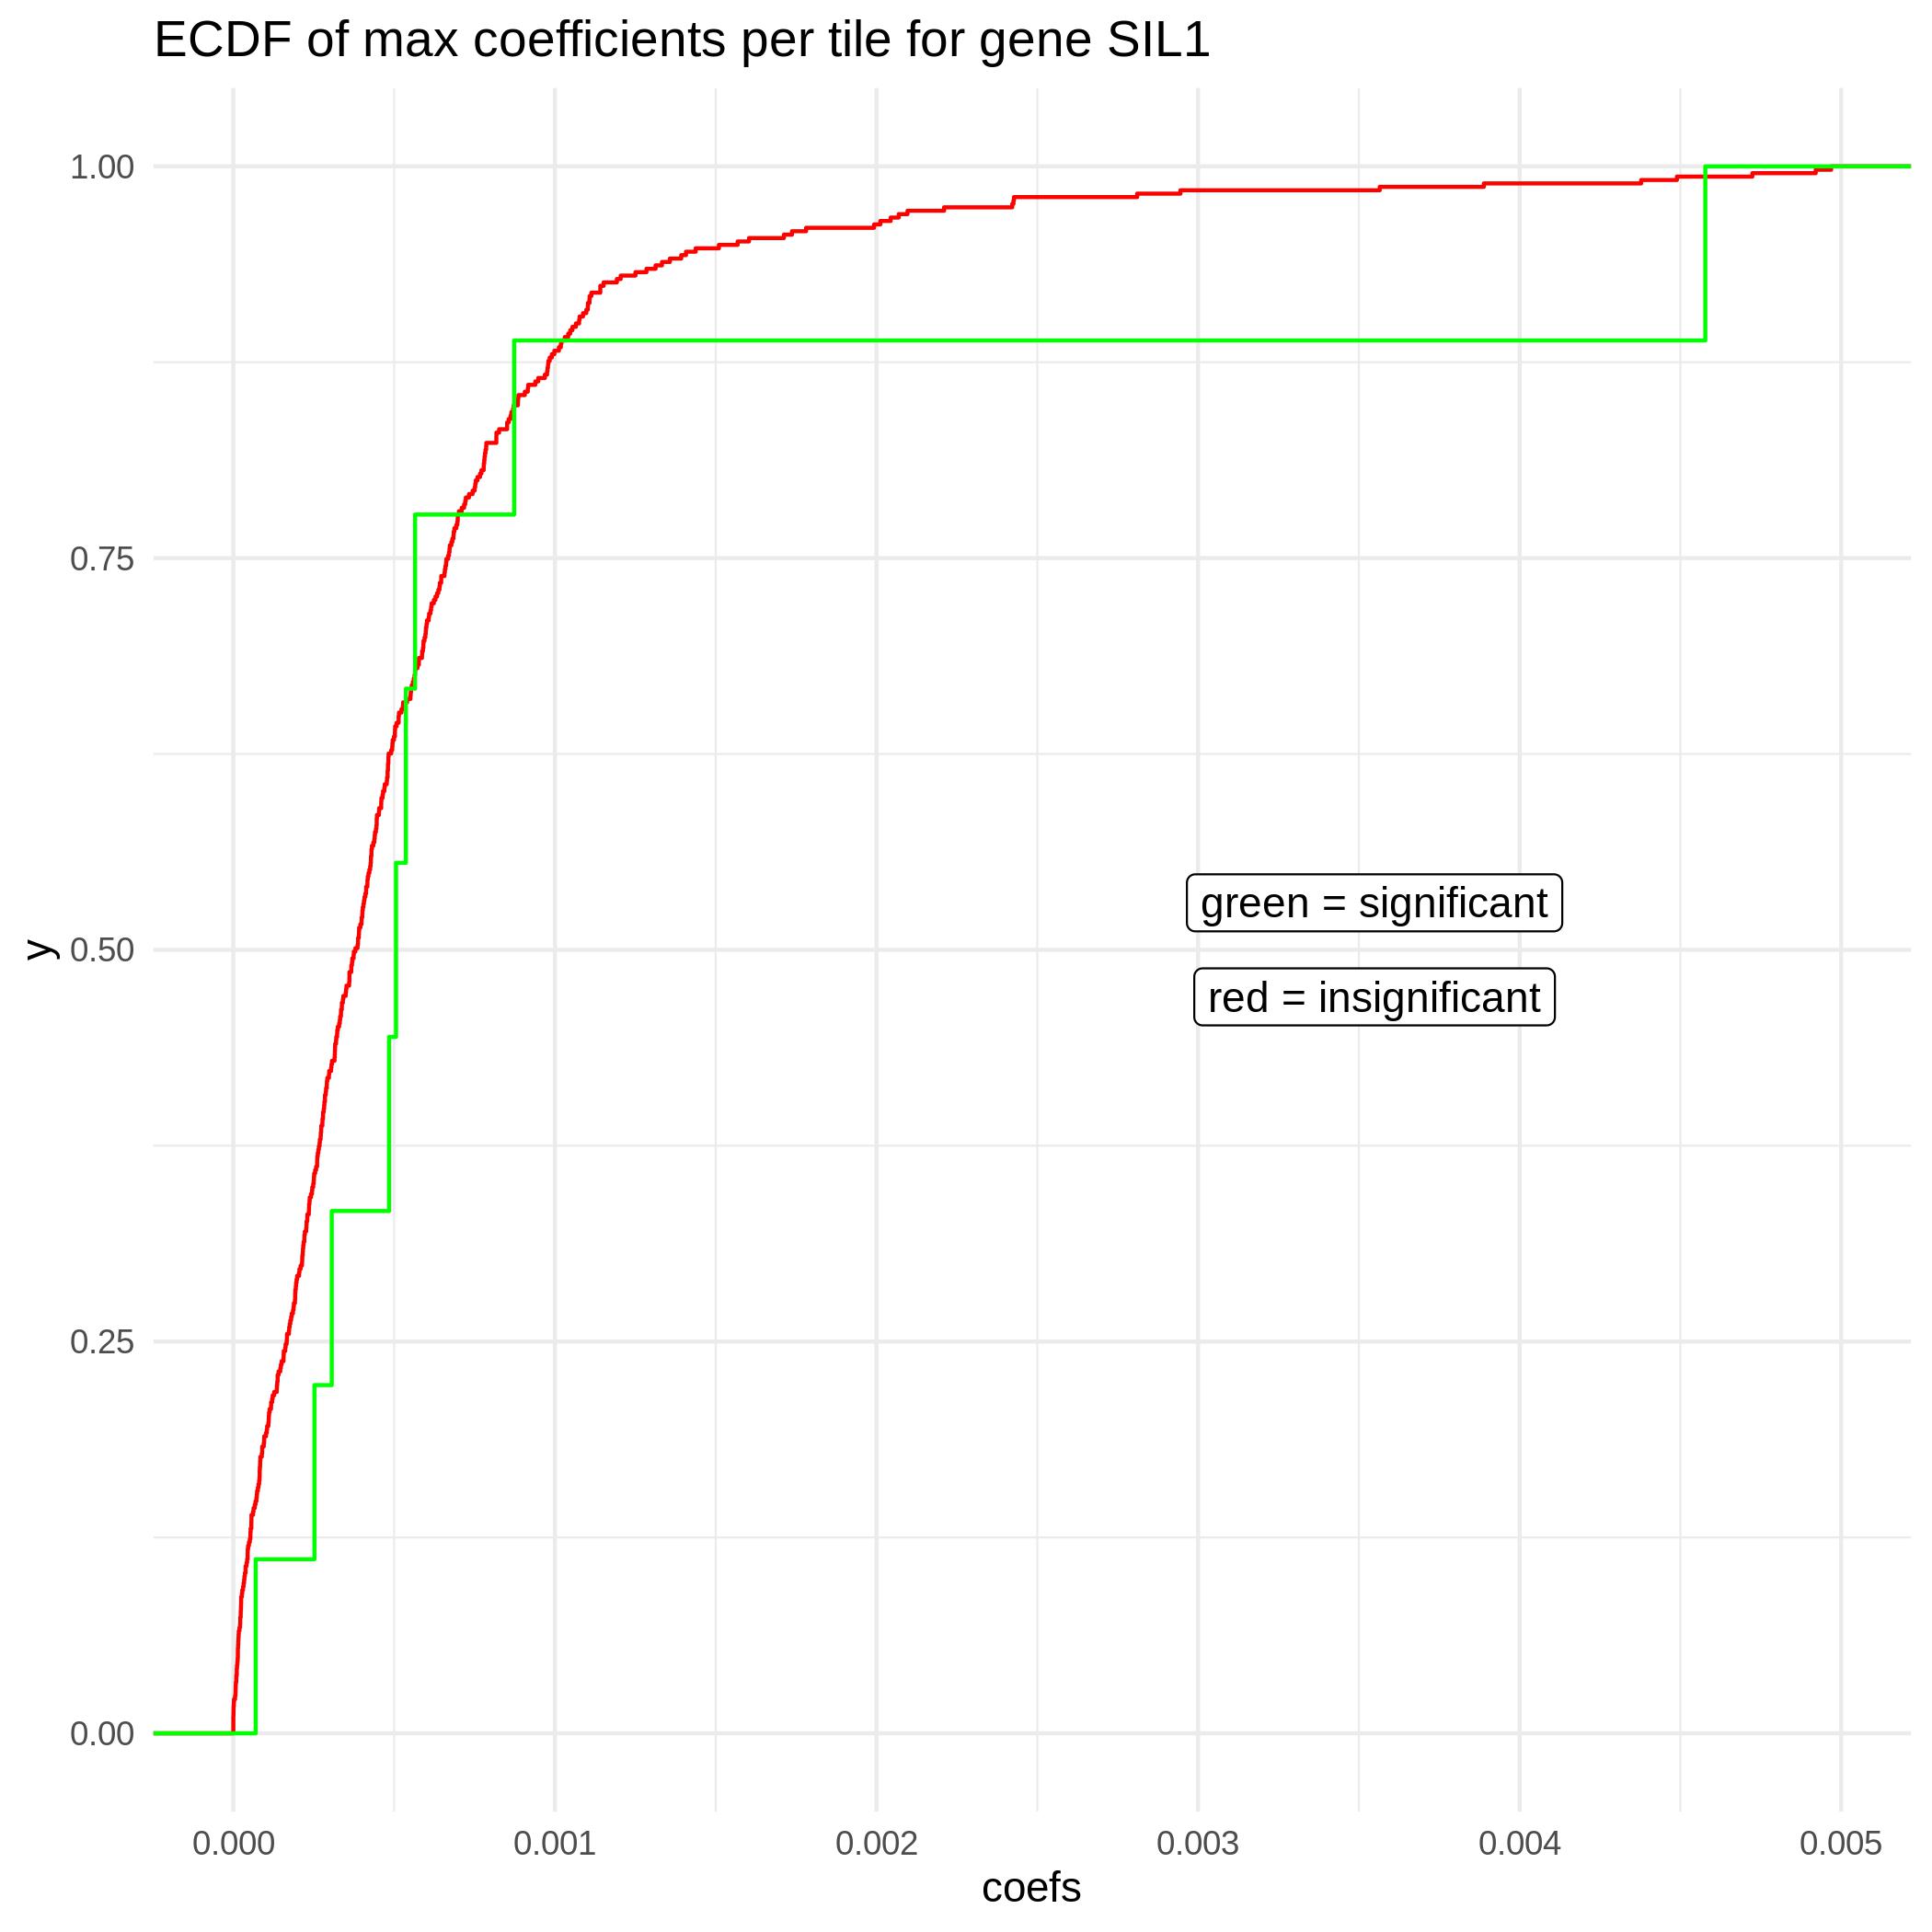 ECDF of max coefficients per tile for gene SIL1
1.00
0.75
0.50
0.25
0.00
y
green = significant
red = insignificant
0.000 0.001 0.002 0.003 0.004 0.005
coefs